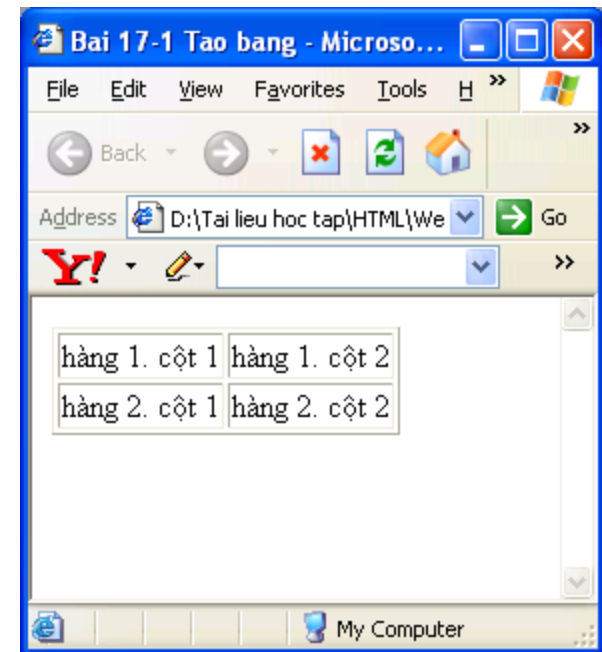 Bai 17-1 Tao bang - Microso...
File Edit View Favorites Tools H »
Back »
Address D:\Tai lieu hoc tap\HTML\We Go
Y! »
hàng 1. cột 1 hàng 1. cột 2
hàng 2. cột 1 hàng 2. cột 2
My Computer